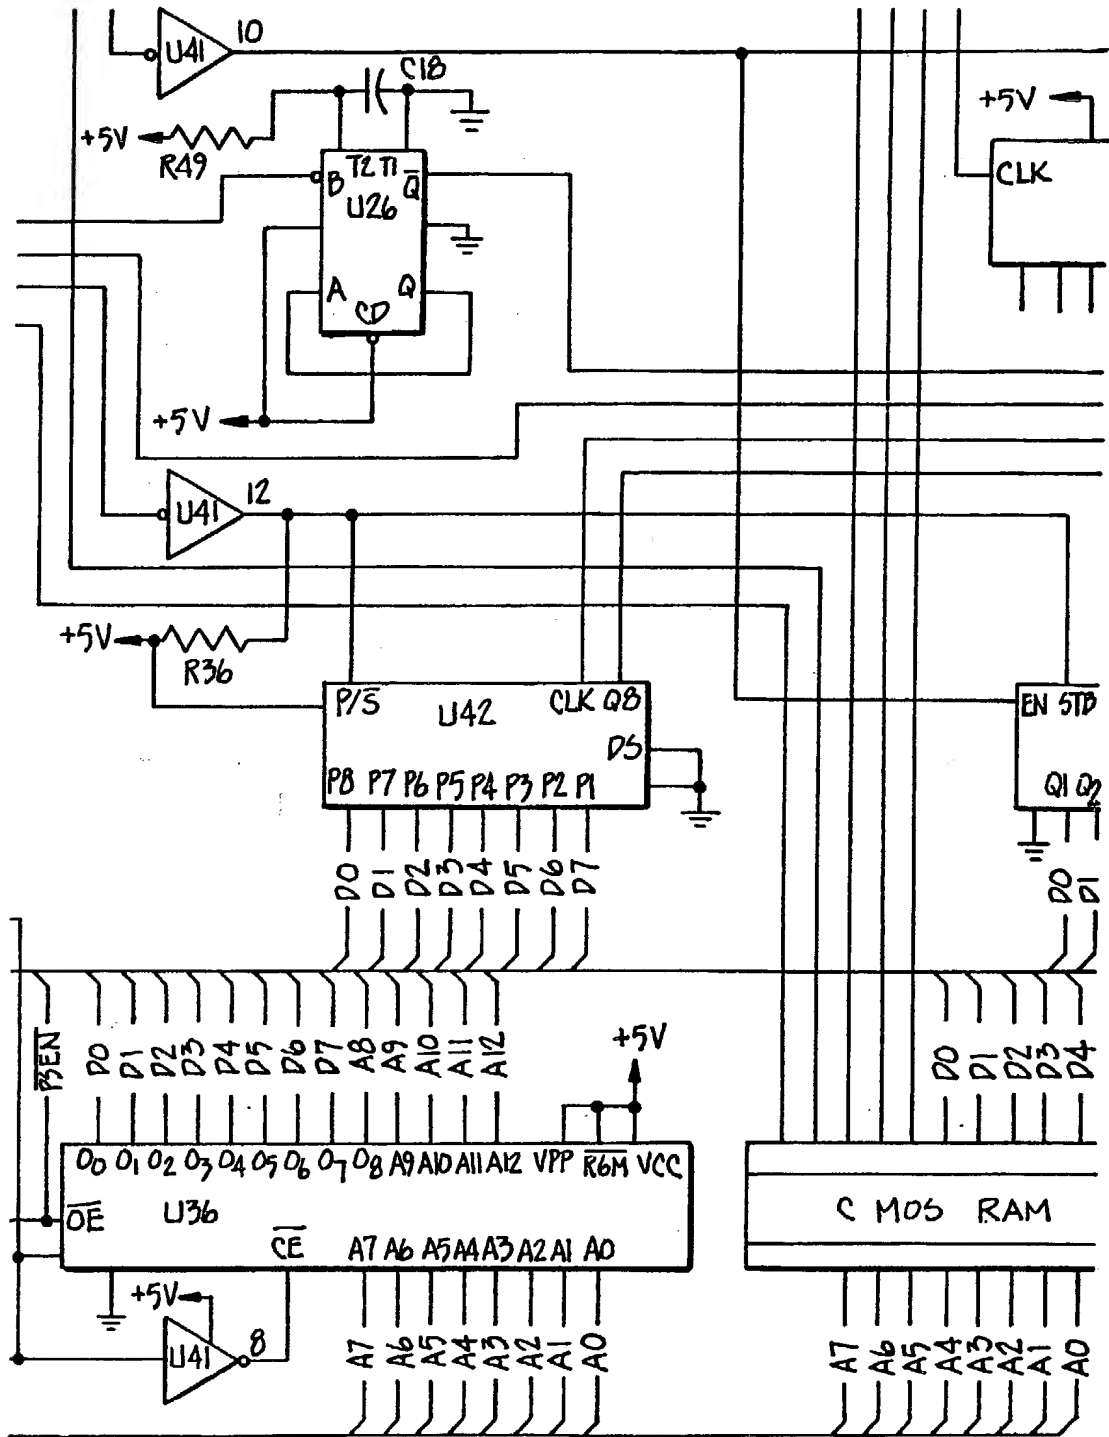 U41 10
C18
+5V
+5V
R49
T2 T1
B Q̅
CLK
U26
A Q
CD
+5V
U41 12
+5V
R36
P/S̅ U42 CLK Q8
EN STB
DS
P8 P7 P6 P5 P4 P3 P2 P1
Q1 Q2
D0 D1 D2 D3 D4 D5 D6 D7
D0 D1
+5V
P3EN D0 D1 D2 D3 D4 D5 D6 D7 A8 A9 A10 A11 A12
D0 D1 D2 D3 D4
O0 O1 O2 O3 O4 O5 O6 O7 O8 A9 A10 A11 A12 VPP R6M VCC
O̅E̅ U36
C MOS RAM
C̅E̅ A7 A6 A5 A4 A3 A2 A1 A0
+5V
U41 8
A7 A6 A5 A4 A3 A2 A1 A0
A7 A6 A5 A4 A3 A2 A1 A0